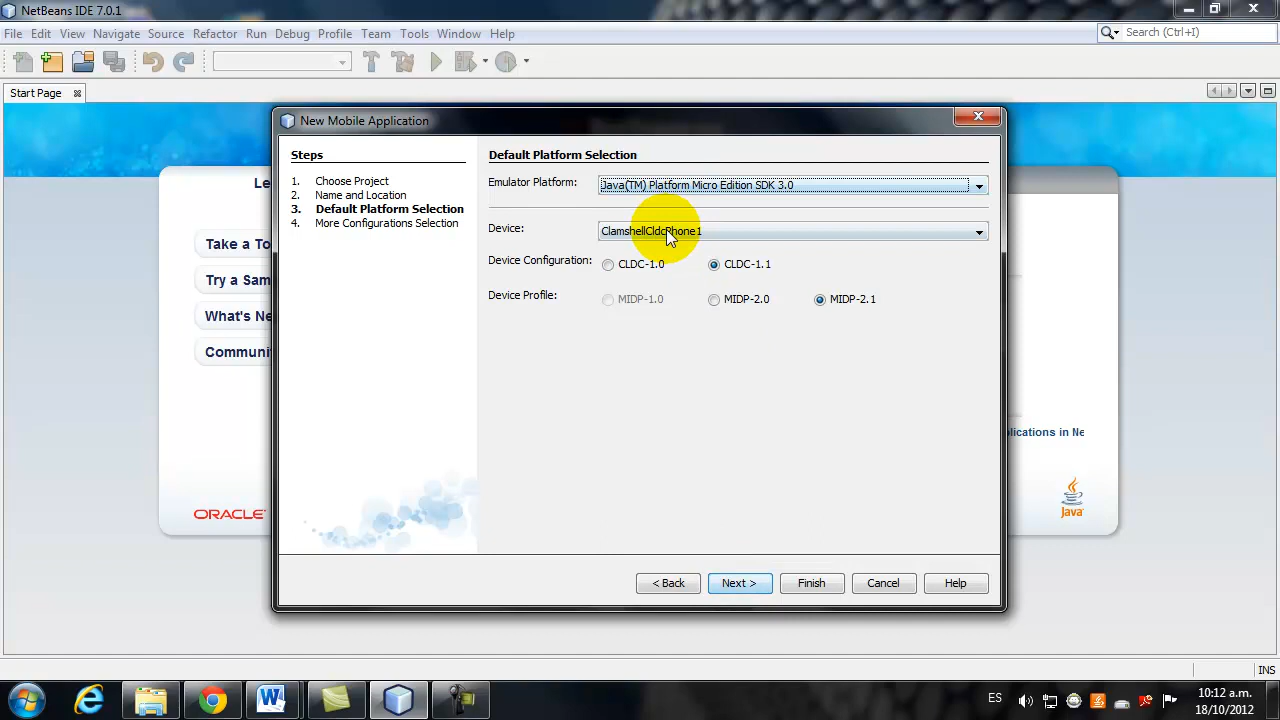 NetBeans IDE 7.0.1
File Edit View Navigate Source Refactor Run Debug Profile Team Tools Window Help
Search (Ctrl+I)
Start Page
New Mobile Application
Steps
1. Choose Project
2. Name and Location
3. Default Platform Selection
4. More Configurations Selection
Default Platform Selection
Emulator Platform: Java(TM) Platform Micro Edition SDK 3.0
Device: ClamshellCldcPhone1
Device Configuration: CLDC-1.0 CLDC-1.1
Device Profile: MIDP-1.0 MIDP-2.0 MIDP-2.1
< Back Next > Finish Cancel Help
Le
Take a To
Try a Sam
What's Ne
Communi
ORACLE
plications in Ne
Java
INS
ES
10:12 a.m.
18/10/2012